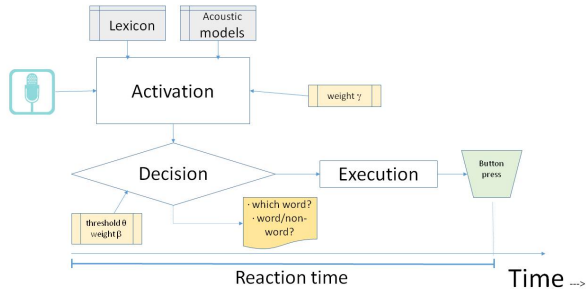 Lexicon
Acoustic
models
Activation
weight γ
Decision
Execution
Button
press
threshold θ
weight β
· which word?
· word/non-
word?
Reaction time
Time --->